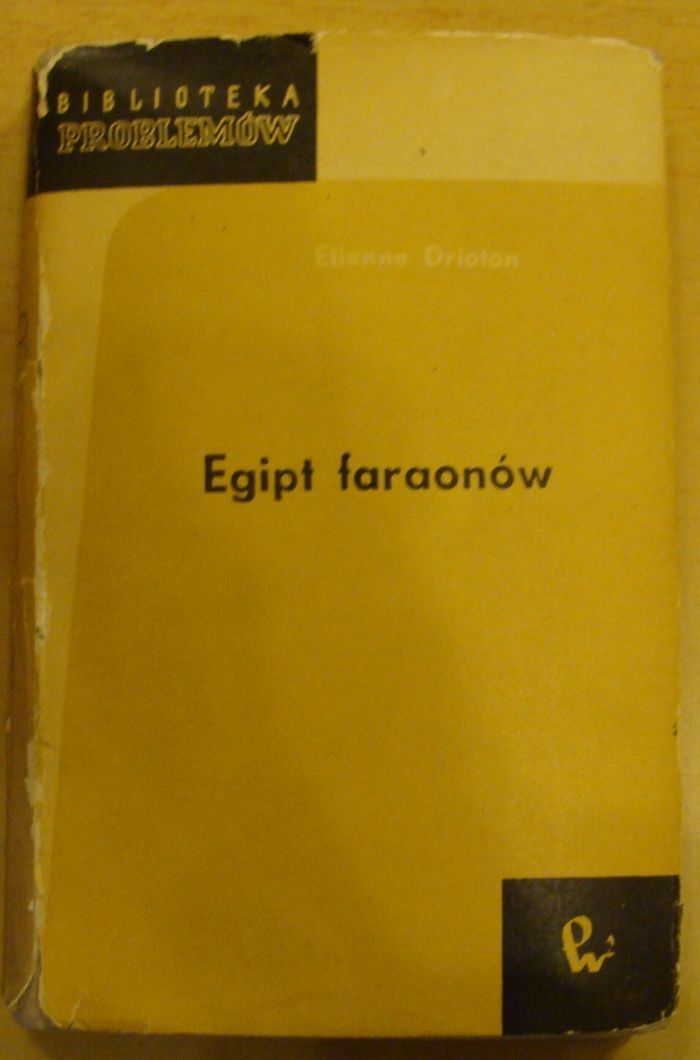 BIBLIOTEKA
PROBLEMÓW
Etienne Drioton
Egipt faraonów